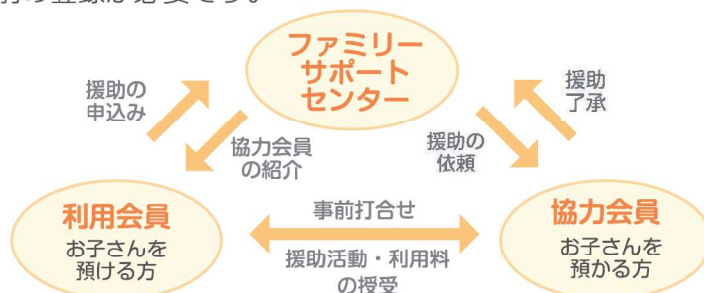 ファミリー
サポート
センター
援助の
申込み
協力会員
の紹介
援助の
依頼
援助
了承
利用会員
お子さんを
預ける方
事前打合せ
援助活動・利用料
の授受
協力会員
お子さんを
預かる方